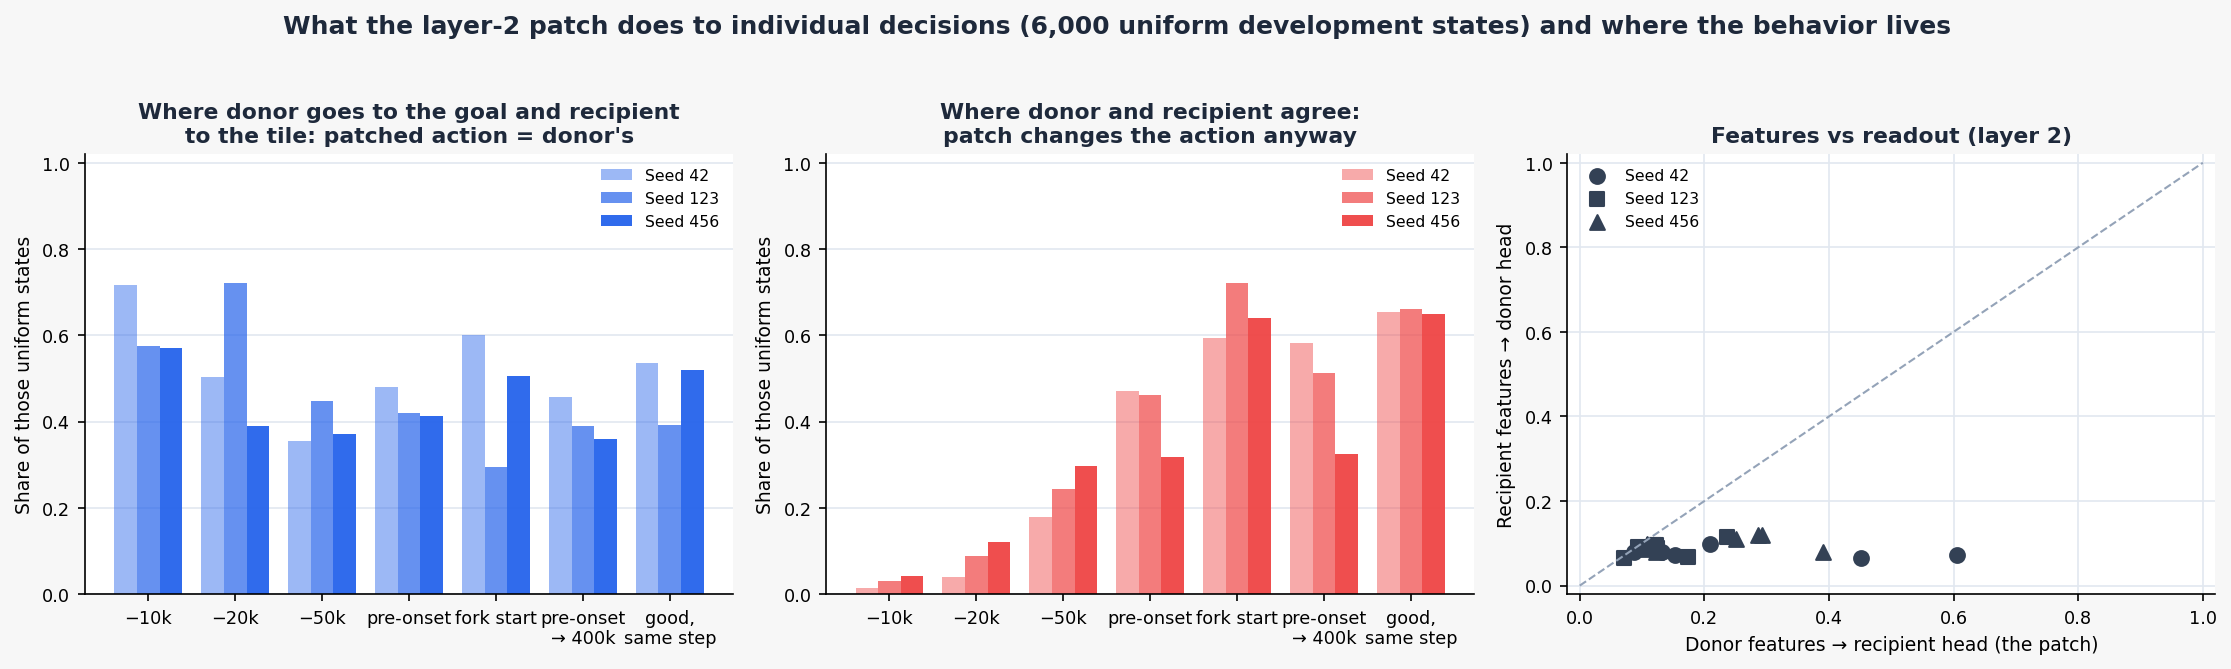 What the layer-2 patch does to individual decisions (6,000 uniform development states) and where the behavior lives
Where donor goes to the goal and recipient
to the tile: patched action = donor's
Share of those uniform states
1.0
0.8
0.6
0.4
0.2
0.0
Seed 42
Seed 123
Seed 456
−10k
−20k
−50k
pre-onset
fork start
pre-onset
→ 400k
good,
same step
Where donor and recipient agree:
patch changes the action anyway
Share of those uniform states
1.0
0.8
0.6
0.4
0.2
0.0
Seed 42
Seed 123
Seed 456
−10k
−20k
−50k
pre-onset
fork start
pre-onset
→ 400k
good,
same step
Features vs readout (layer 2)
Recipient features → donor head
1.0
0.8
0.6
0.4
0.2
0.0
Seed 42
Seed 123
Seed 456
0.0
0.2
0.4
0.6
0.8
1.0
Donor features → recipient head (the patch)